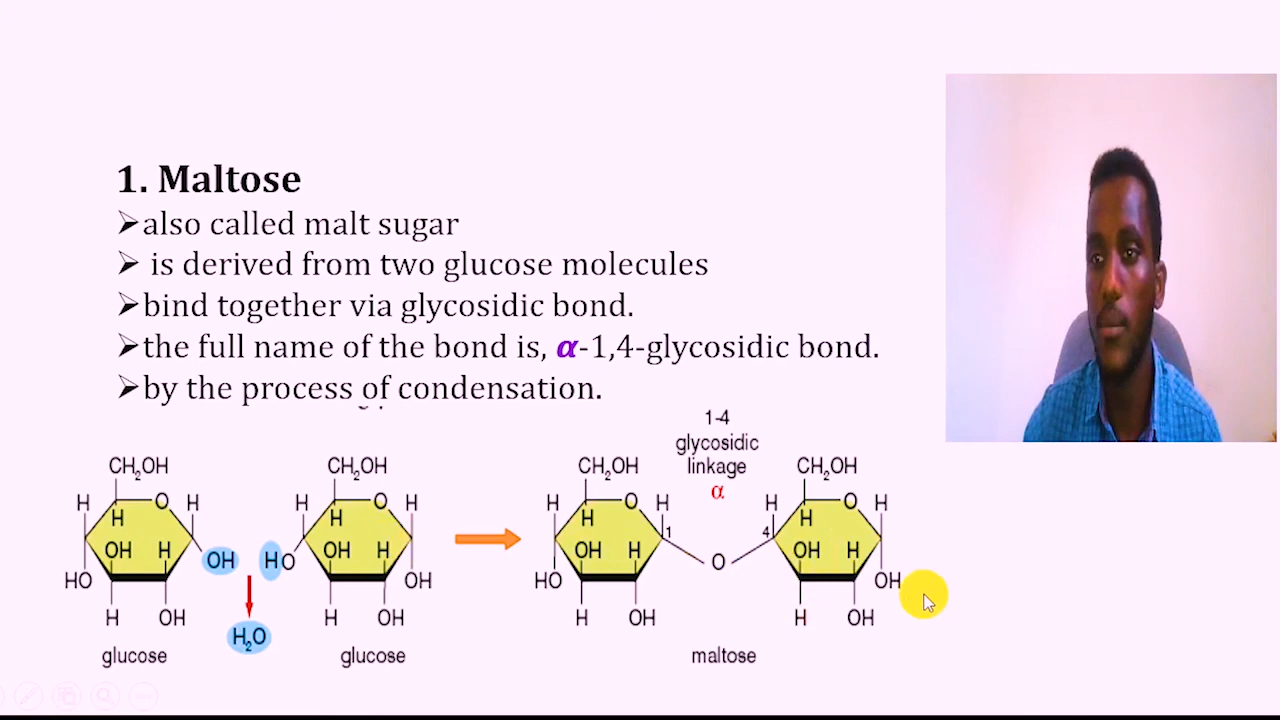 1. Maltose
➢also called malt sugar
➢ is derived from two glucose molecules
➢bind together via glycosidic bond.
➢the full name of the bond is, α-1,4-glycosidic bond.
➢by the process of condensation.
1-4
glycosidic
linkage
α
CH₂OH CH₂OH CH₂OH CH₂OH
H O H H O H H O H H O H
H H H H
1 4
OH H OH HO OH H OH H O OH H
HO OH HO OH
H OH H OH H OH H OH
H₂O
glucose glucose maltose